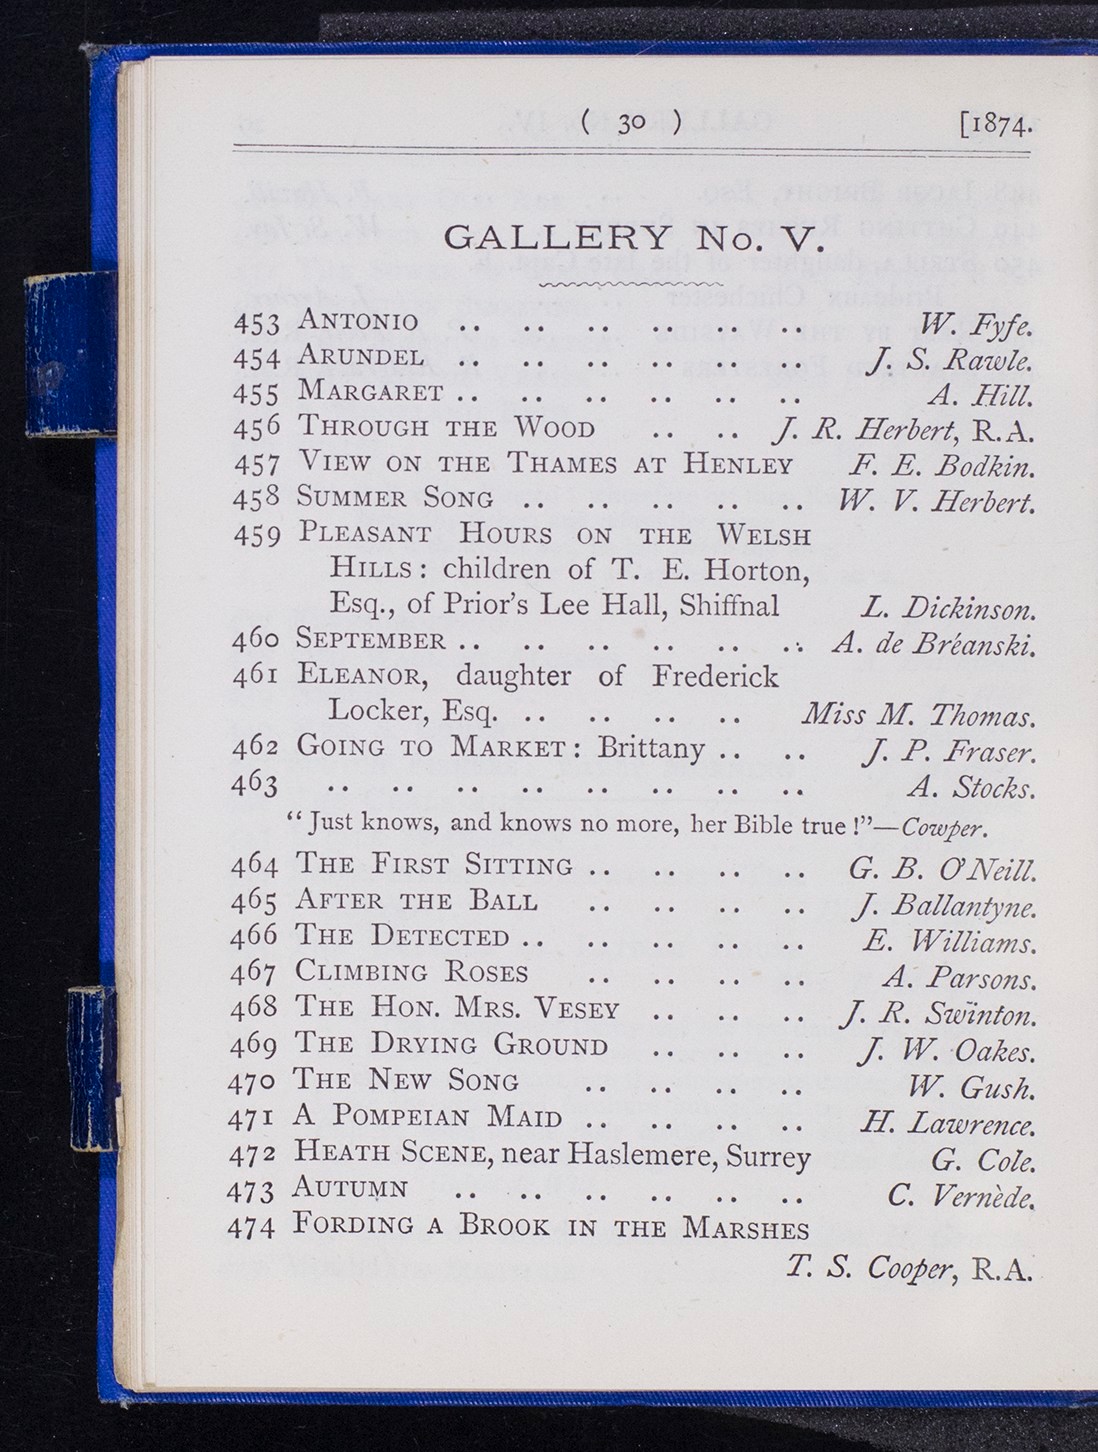 ( 30 ) [1874.
GALLERY No. V.
453 ANTONIO .. .. .. .. .. .. W. Fyfe.
454 ARUNDEL .. .. .. .. .. .. J. S. Rawle.
455 MARGARET .. .. .. .. .. .. A. Hill.
456 THROUGH THE WOOD .. .. J. R. Herbert, R.A.
457 VIEW ON THE THAMES AT HENLEY F. E. Bodkin.
458 SUMMER SONG .. .. .. .. .. W. V. Herbert.
459 PLEASANT HOURS ON THE WELSH
HILLS: children of T. E. Horton,
Esq., of Prior's Lee Hall, Shiffnal L. Dickinson.
460 SEPTEMBER .. .. .. .. .. .. A. de Bréanski.
461 ELEANOR, daughter of Frederick
Locker, Esq. .. .. .. .. Miss M. Thomas.
462 GOING TO MARKET: Brittany .. .. J. P. Fraser.
463 .. .. .. .. .. .. .. .. A. Stocks.
"Just knows, and knows no more, her Bible true!"—Cowper.
464 THE FIRST SITTING .. .. .. .. G. B. O'Neill.
465 AFTER THE BALL .. .. .. .. J. Ballantyne.
466 THE DETECTED .. .. .. .. .. E. Williams.
467 CLIMBING ROSES .. .. .. .. A. Parsons.
468 THE HON. MRS. VESEY .. .. .. J. R. Swinton.
469 THE DRYING GROUND .. .. .. J. W. Oakes.
470 THE NEW SONG .. .. .. .. W. Gush.
471 A POMPEIAN MAID .. .. .. .. H. Lawrence.
472 HEATH SCENE, near Haslemere, Surrey G. Cole.
473 AUTUMN .. .. .. .. .. .. C. Vernède.
474 FORDING A BROOK IN THE MARSHES
T. S. Cooper, R.A.